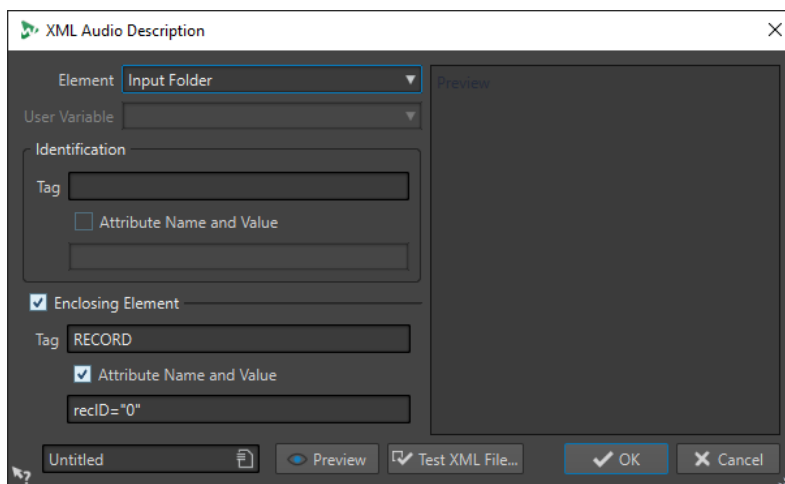 XML Audio Description
Element Input Folder
Preview
User Variable
Identification
Tag
Attribute Name and Value
Enclosing Element
Tag RECORD
Attribute Name and Value
recID="0"
Untitled Preview Test XML File... OK Cancel